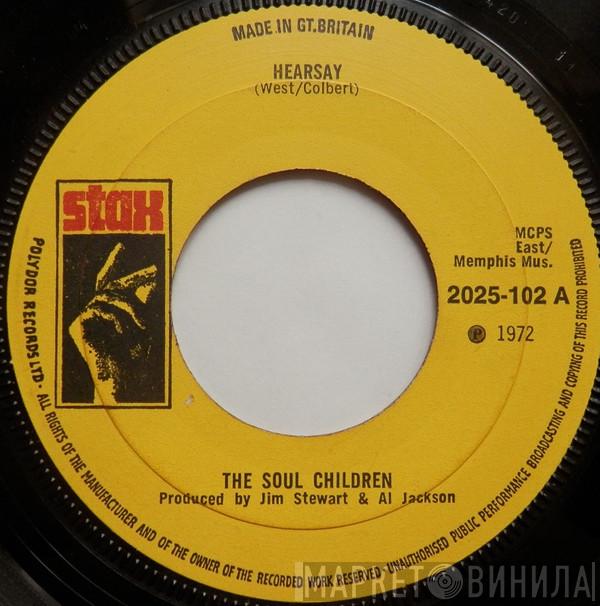 MADE IN GT. BRITAIN
HEARSAY
(West/Colbert)
stax
MCPS
East/
Memphis Mus.
2025-102 A
Ⓟ 1972
THE SOUL CHILDREN
Produced by Jim Stewart & Al Jackson
POLYDOR RECORDS LTD · ALL RIGHTS OF THE MANUFACTURER AND OF THE OWNER OF THE RECORDED WORK RESERVED · UNAUTHORISED PUBLIC PERFORMANCE BROADCASTING AND COPYING OF THIS RECORD PROHIBITED
МАРКЕТ ВИНИЛА